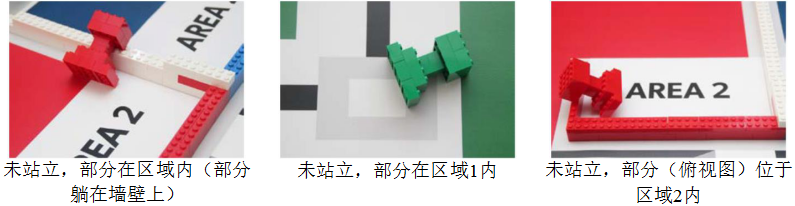 AREA 2
AREA 2
AREA 2
未站立，部分在区域内（部分
躺在墙壁上）
未站立，部分在区域1内
未站立，部分（俯视图）位于
区域2内